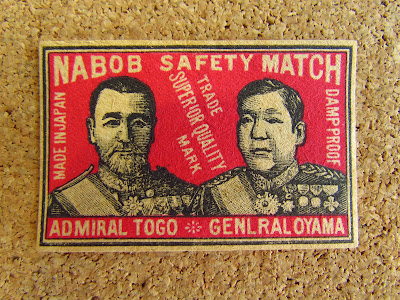 NABOB SAFETY MATCH
MADE IN JAPAN
TRADE
SUPERIOR QUALITY
MARK
DAMP PROOF
ADMIRAL TOGO GENLRAL OYAMA